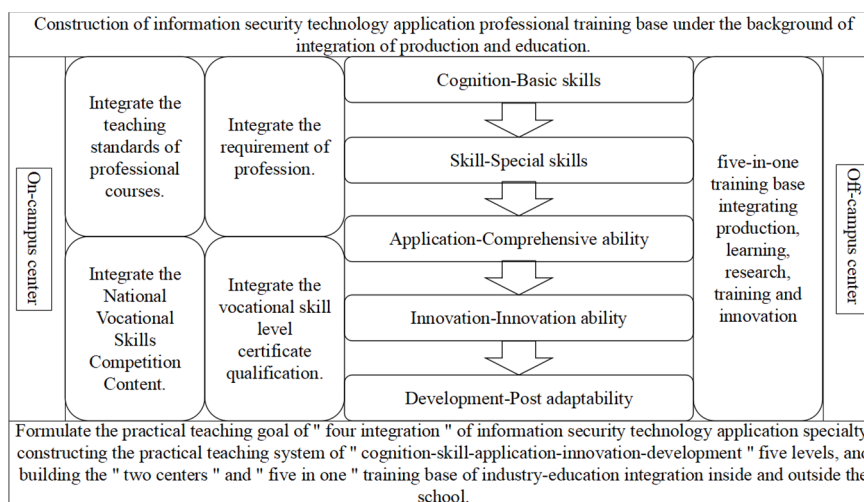 Construction of information security technology application professional training base under the background of
integration of production and education.
On-campus center
Integrate the
teaching
standards of
professional
courses.
Integrate the
requirement of
profession.
Integrate the
National
Vocational
Skills
Competition
Content.
Integrate the
vocational skill
level
certificate
qualification.
Cognition-Basic skills
Skill-Special skills
Application-Comprehensive ability
Innovation-Innovation ability
Development-Post adaptability
five-in-one
training base
integrating
production,
learning,
research,
training and
innovation
Off-campus center
Formulate the practical teaching goal of " four integration " of information security technology application specialty,
constructing the practical teaching system of " cognition-skill-application-innovation-development " five levels, and
building the " two centers " and " five in one " training base of industry-education integration inside and outside the
school.